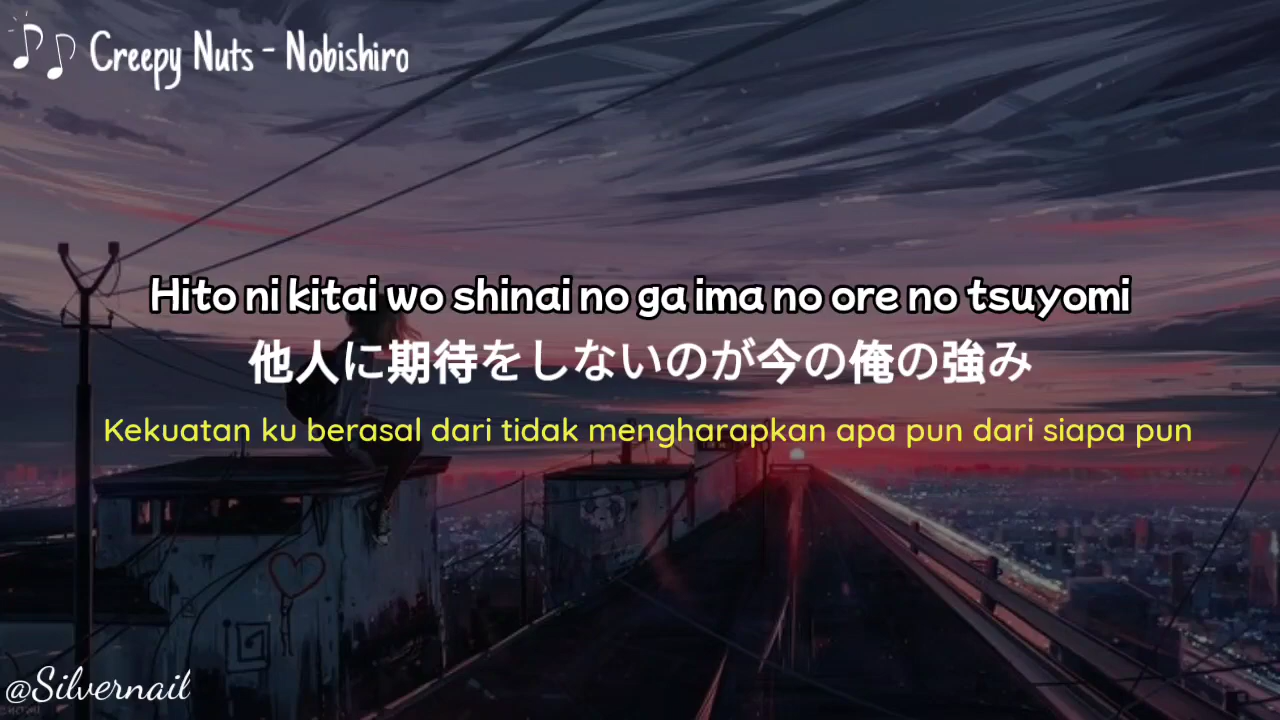 Creepy Nuts - Nobishiro
Hito ni kitai wo shinai no ga ima no ore no tsuyomi
他人に期待をしないのが今の俺の強み
Kekuatan ku berasal dari tidak mengharapkan apa pun dari siapa pun
@Silvernail